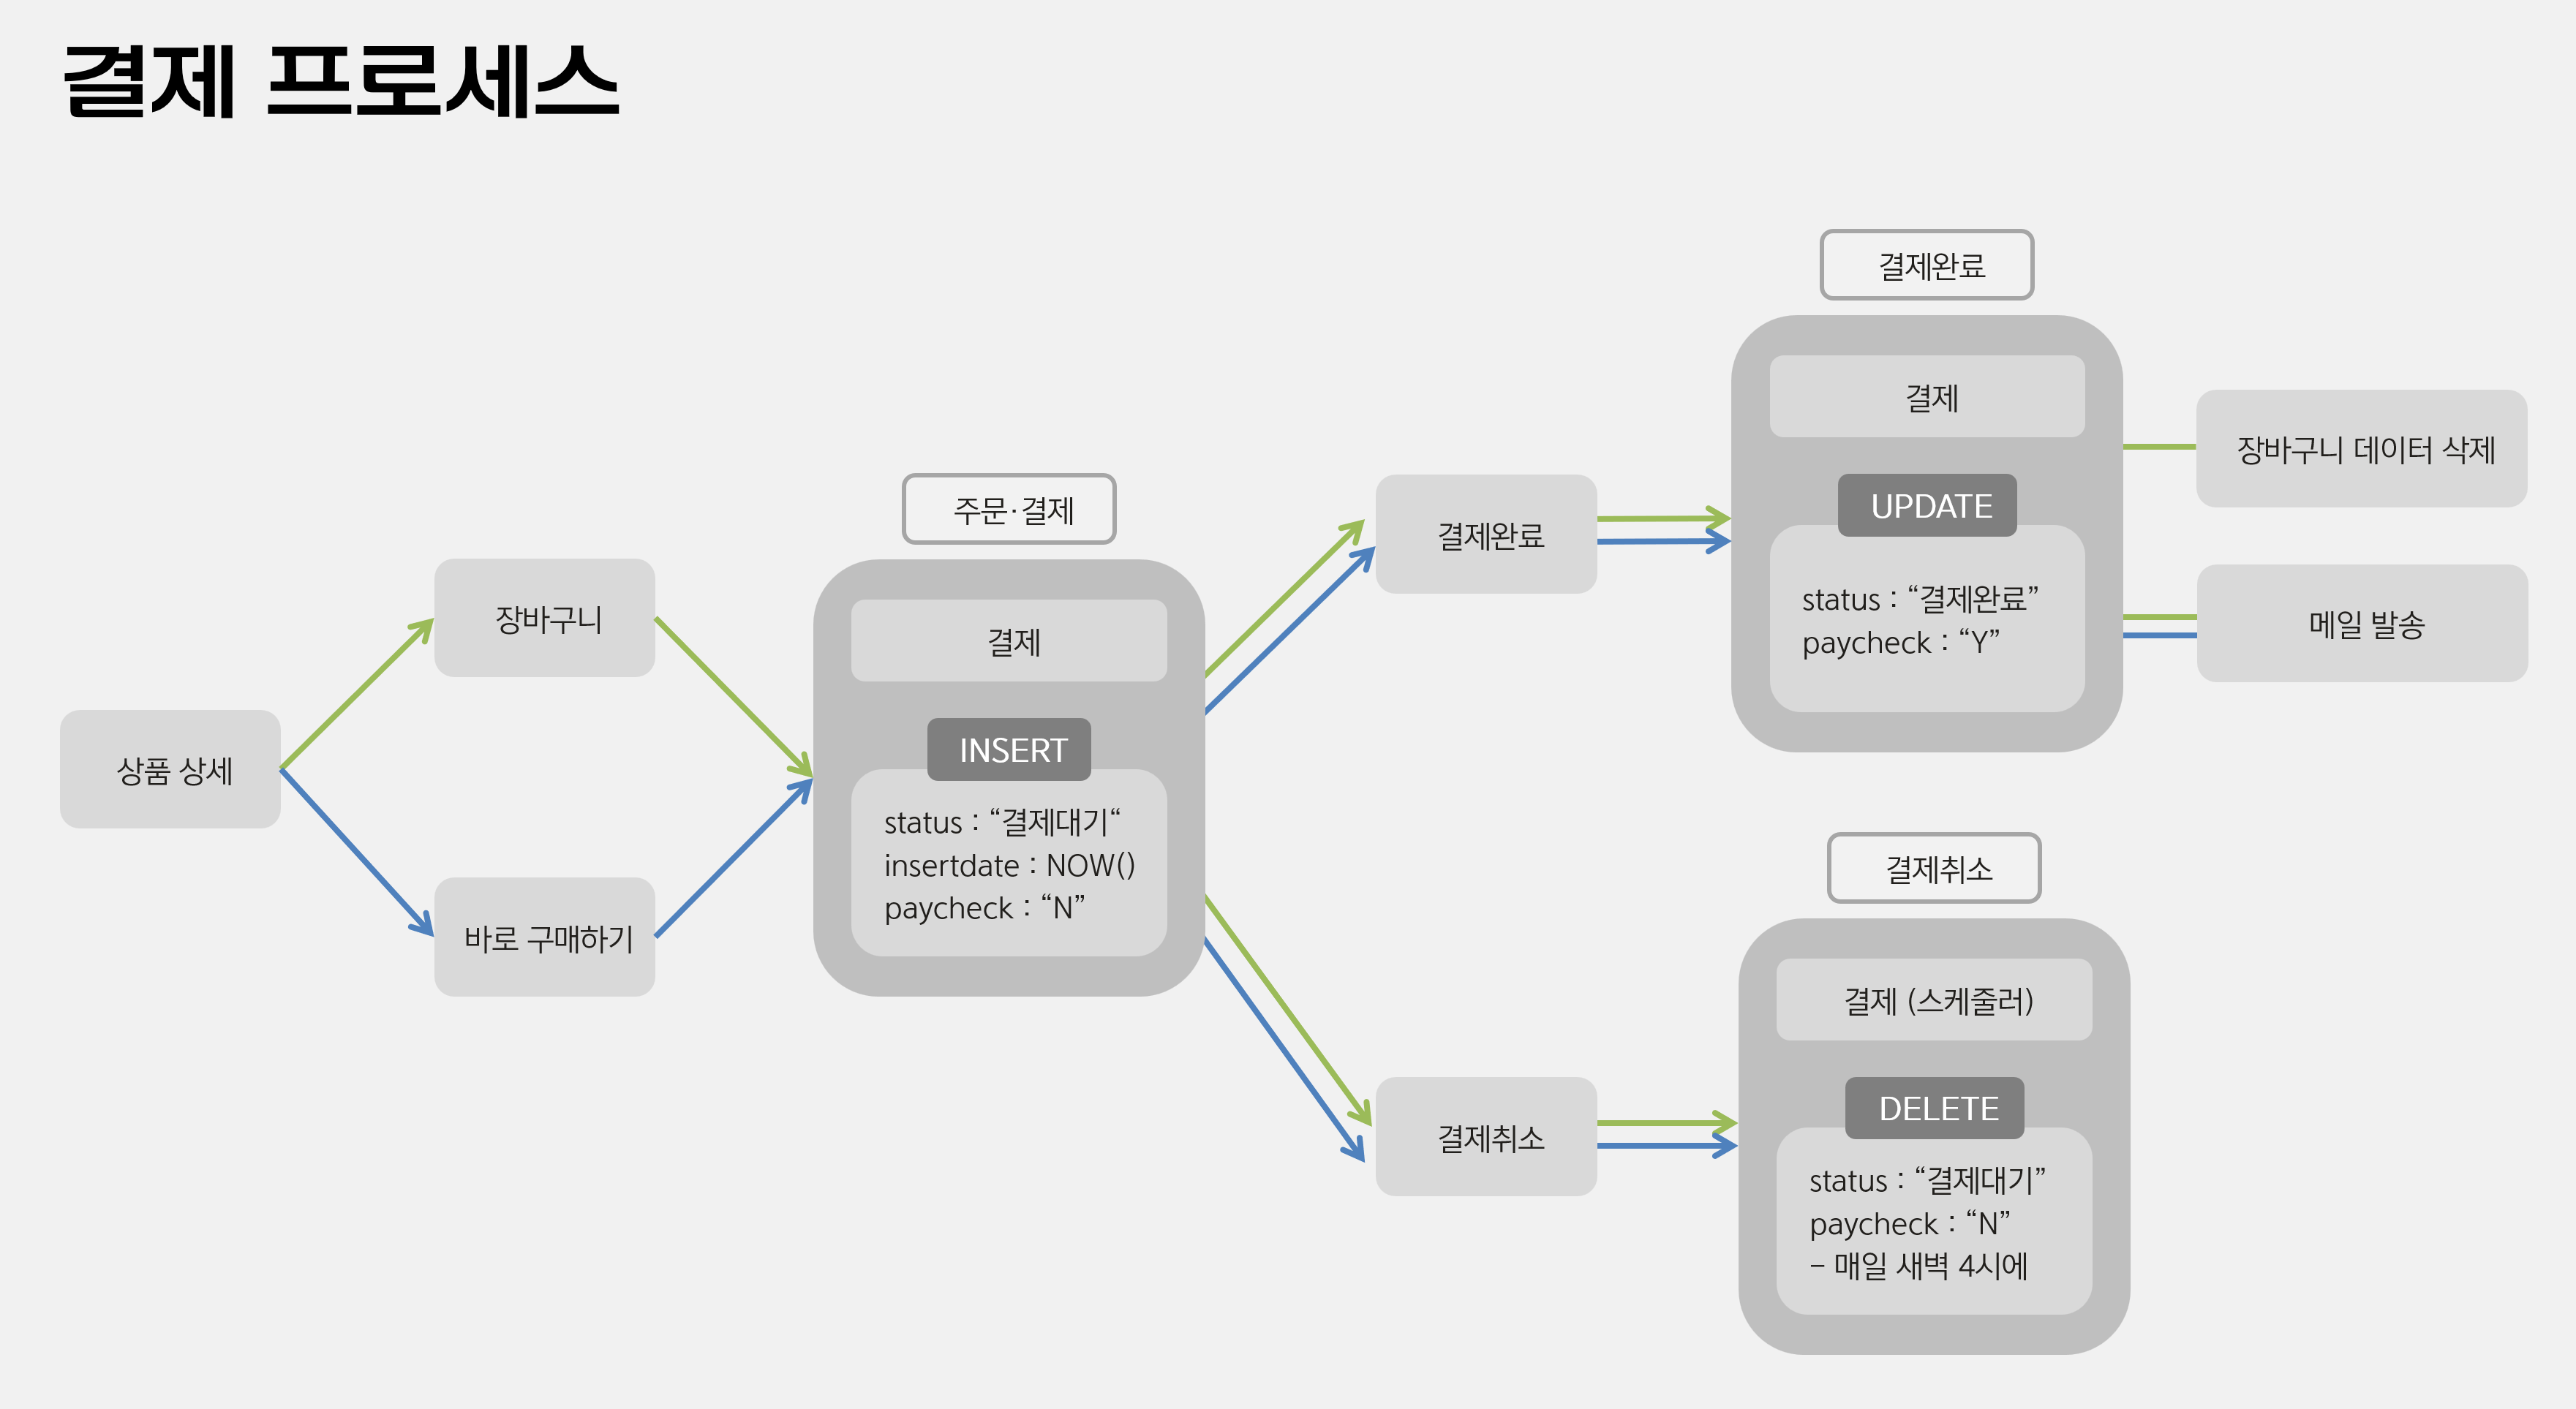 결제 프로세스
상품 상세
장바구니
바로 구매하기
주문·결제
결제
INSERT
status : “결제대기“
insertdate : NOW()
paycheck : “N”
결제완료
결제완료
결제
UPDATE
status : “결제완료”
paycheck : “Y”
장바구니 데이터 삭제
메일 발송
결제취소
결제취소
결제 (스케줄러)
DELETE
status : “결제대기”
paycheck : “N”
– 매일 새벽 4시에